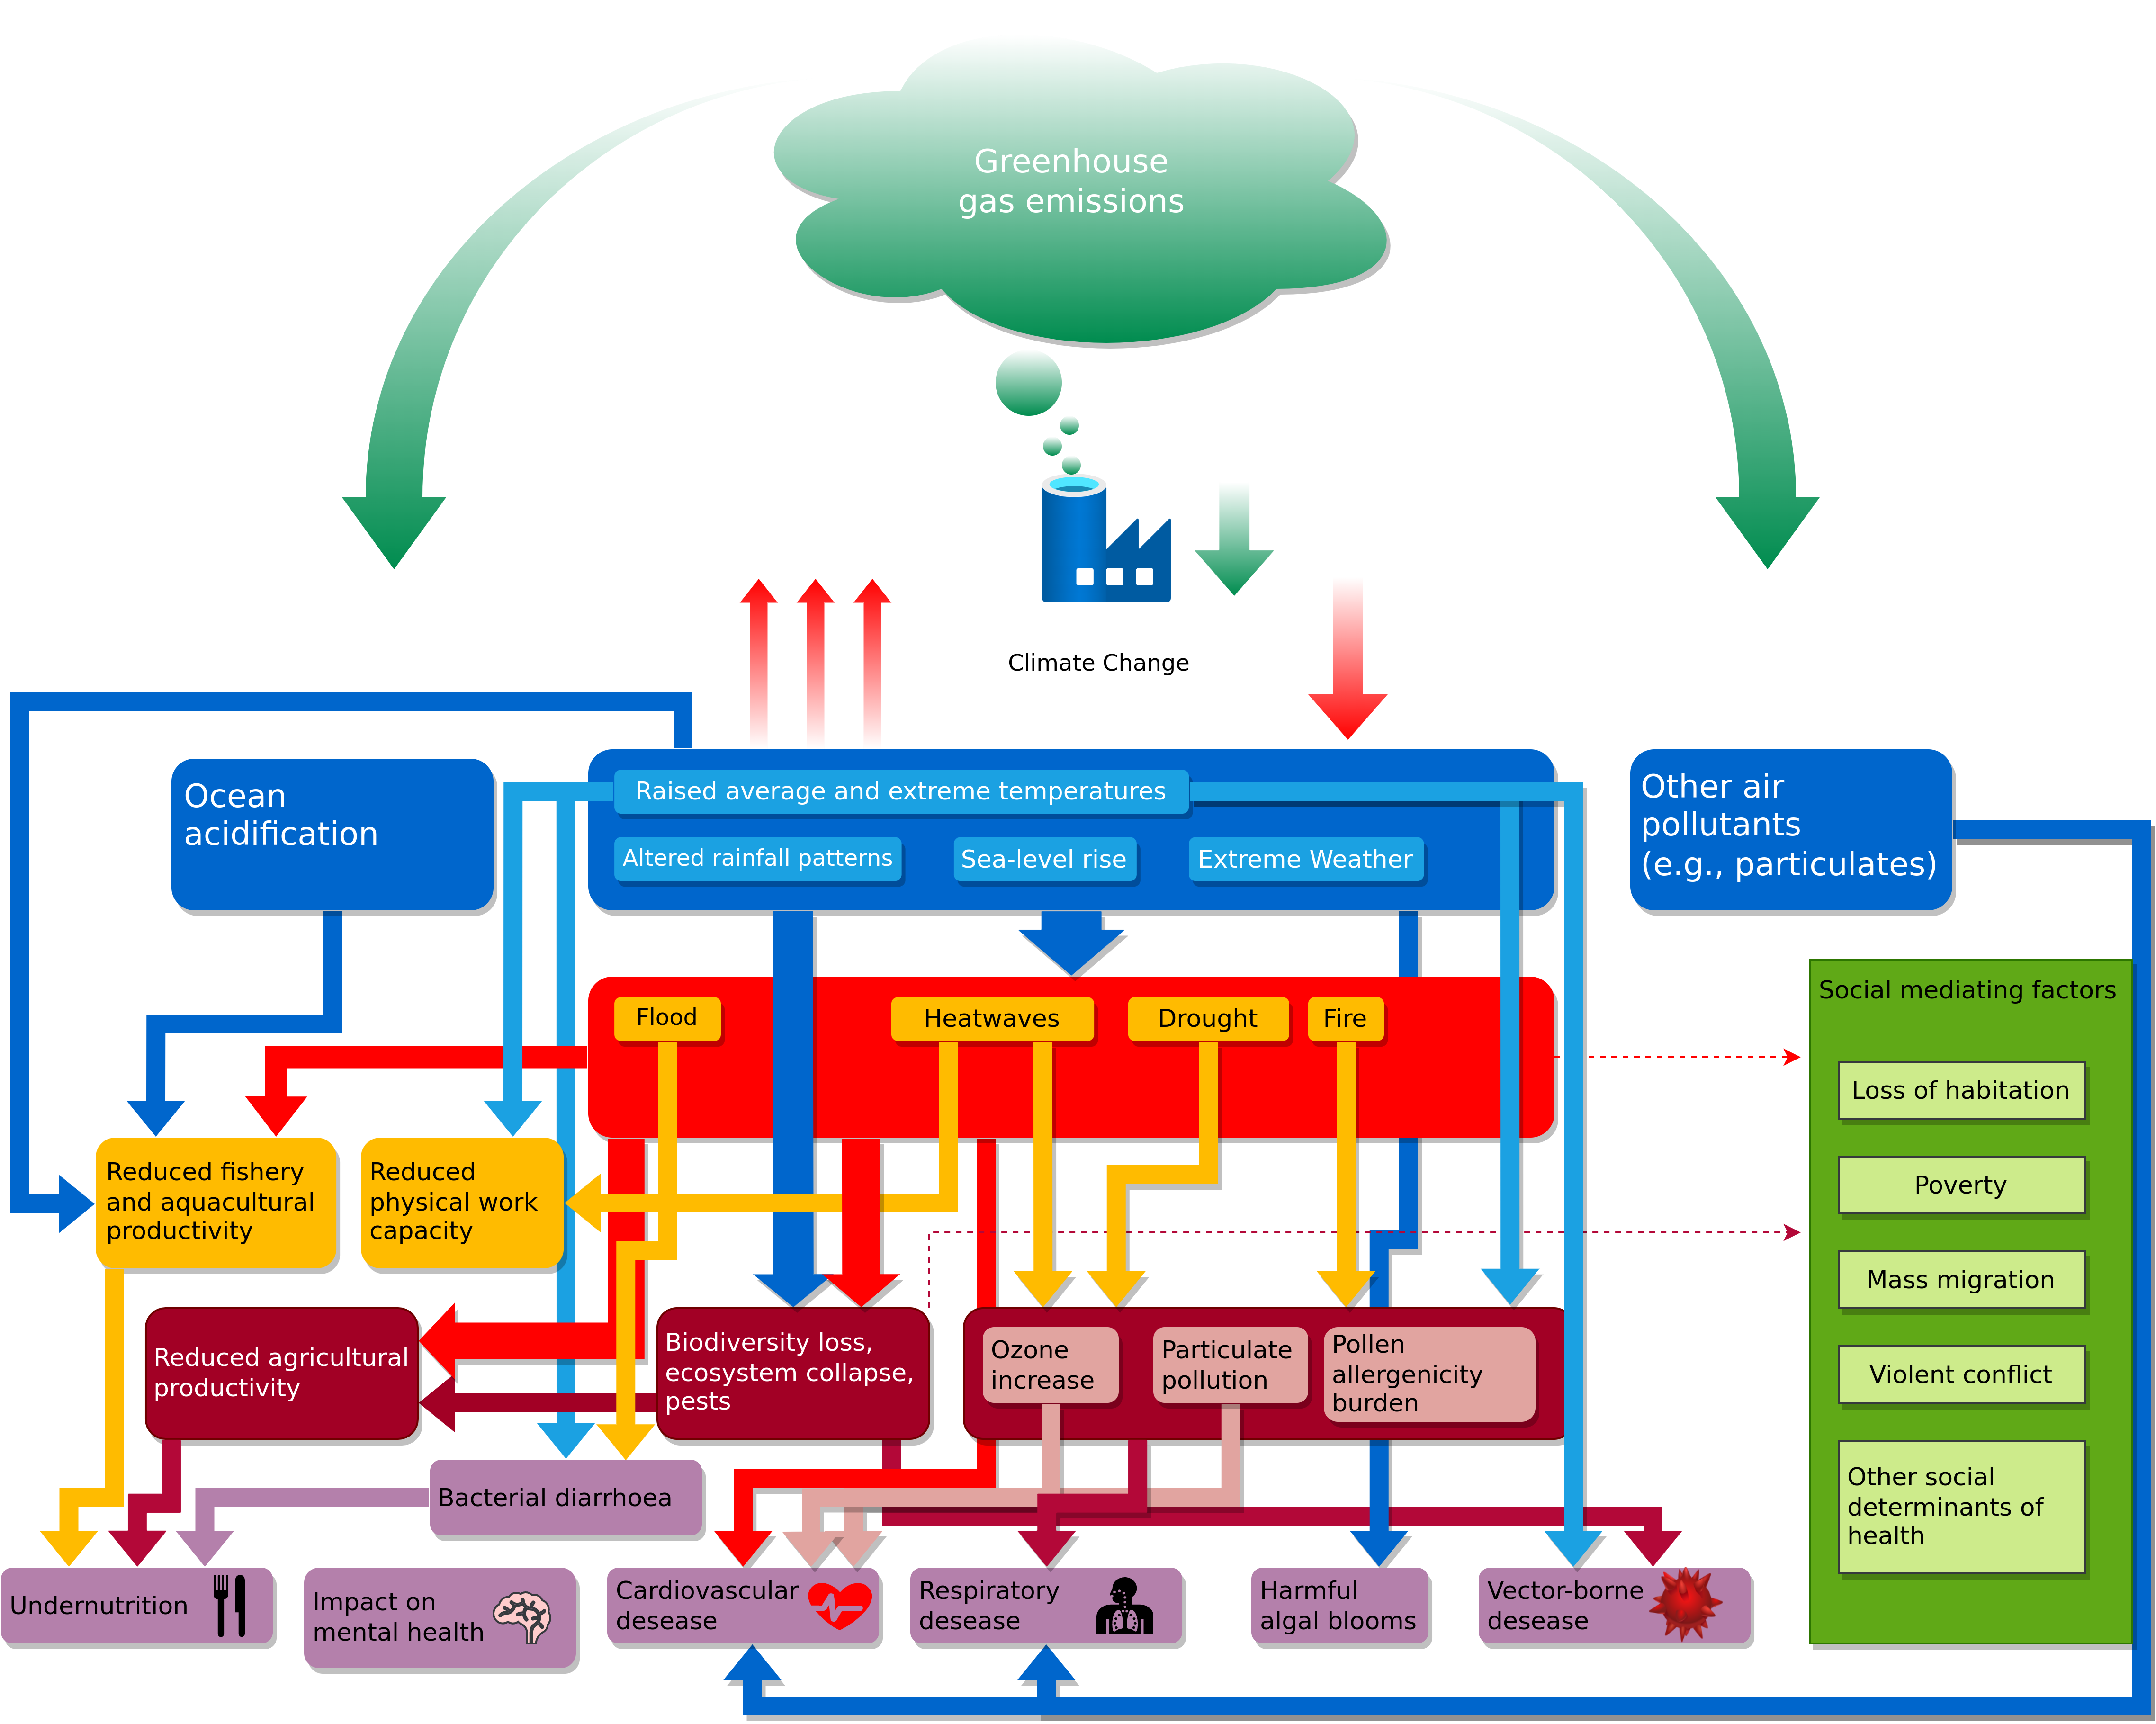 Greenhouse
gas emissions
Climate Change
Ocean
acidification
Raised average and extreme temperatures
Altered rainfall patterns
Sea-level rise
Extreme Weather
Other air
pollutants
(e.g., particulates)
Flood
Heatwaves
Drought
Fire
Social mediating factors
Loss of habitation
Poverty
Mass migration
Violent conflict
Other social
determinants of
health
Reduced fishery
and aquacultural
productivity
Reduced
physical work
capacity
Reduced agricultural
productivity
Biodiversity loss,
ecosystem collapse,
pests
Ozone
increase
Particulate
pollution
Pollen
allergenicity
burden
Bacterial diarrhoea
Undernutrition
Impact on
mental health
Cardiovascular
desease
Respiratory
desease
Harmful
algal blooms
Vector-borne
desease